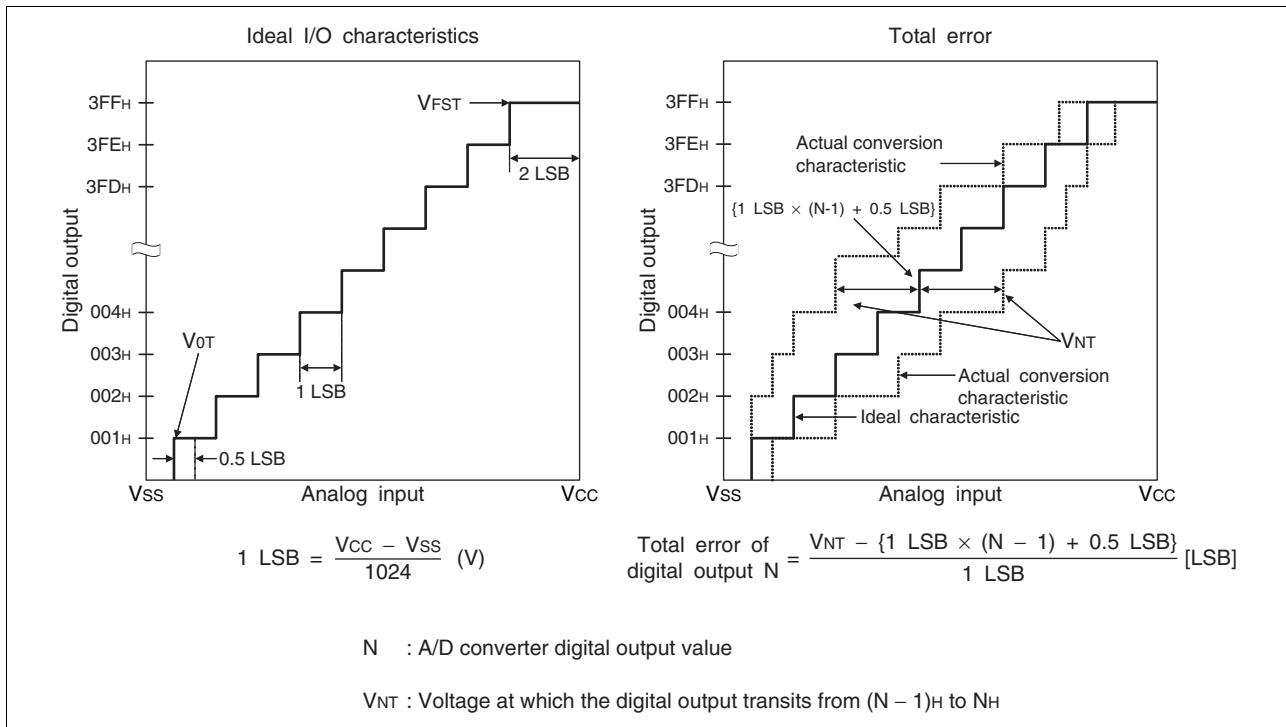 Ideal I/O characteristics
Digital output
3FFH
3FEH
3FDH
004H
003H
002H
001H
VFST
2 LSB
V0T
1 LSB
0.5 LSB
VSS
Analog input
VCC
1 LSB = VCC − VSS / 1024 (V)
Total error
Digital output
3FFH
3FEH
3FDH
004H
003H
002H
001H
Actual conversion
characteristic
{1 LSB × (N-1) + 0.5 LSB}
VNT
Actual conversion
characteristic
Ideal characteristic
VSS
Analog input
VCC
Total error of
digital output N = VNT − {1 LSB × (N − 1) + 0.5 LSB} / 1 LSB [LSB]
N : A/D converter digital output value
VNT : Voltage at which the digital output transits from (N − 1)H to NH